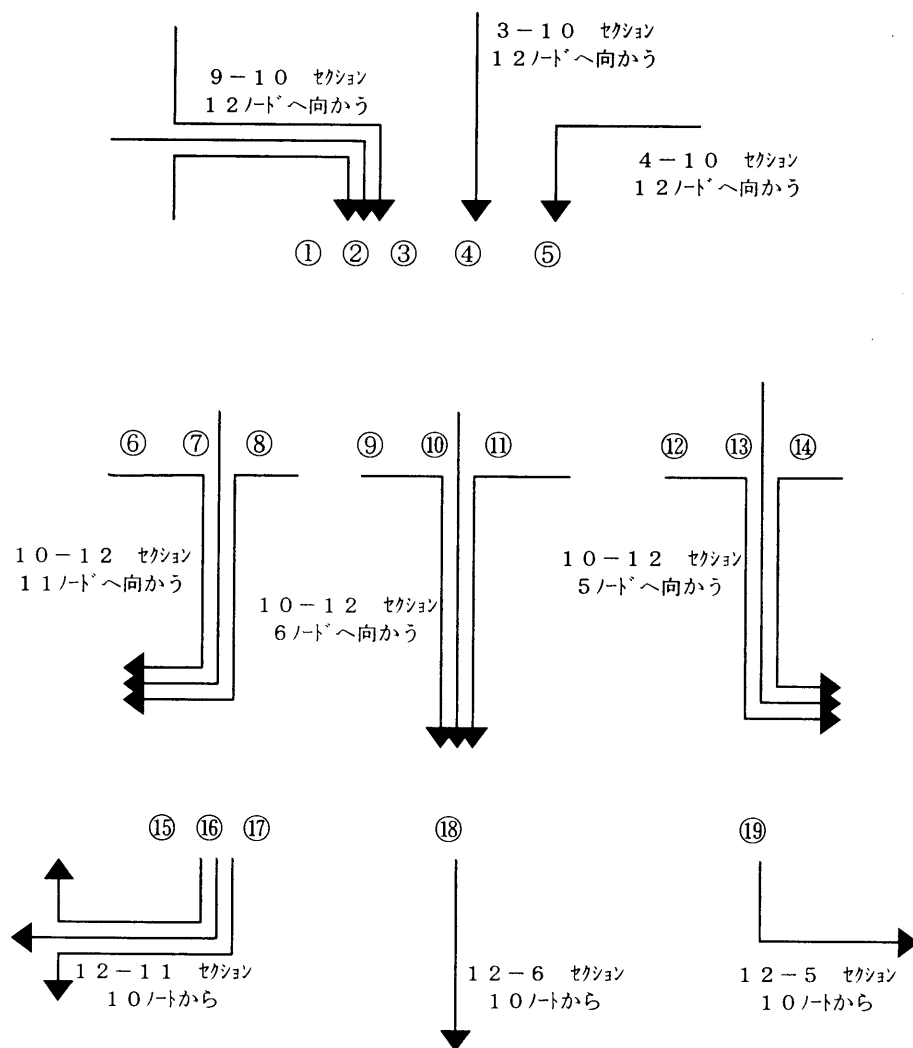 3－10 セクション
12ノードへ向かう
9－10 セクション
12ノードへ向かう
4－10 セクション
12ノードへ向かう
① ② ③ ④ ⑤
⑥ ⑦ ⑧ ⑨ ⑩ ⑪ ⑫ ⑬ ⑭
10－12 セクション
11ノードへ向かう
10－12 セクション
6ノードへ向かう
10－12 セクション
5ノードへ向かう
⑮ ⑯ ⑰ ⑱ ⑲
12－11 セクション
10ノートから
12－6 セクション
10ノートから
12－5 セクション
10ノートから